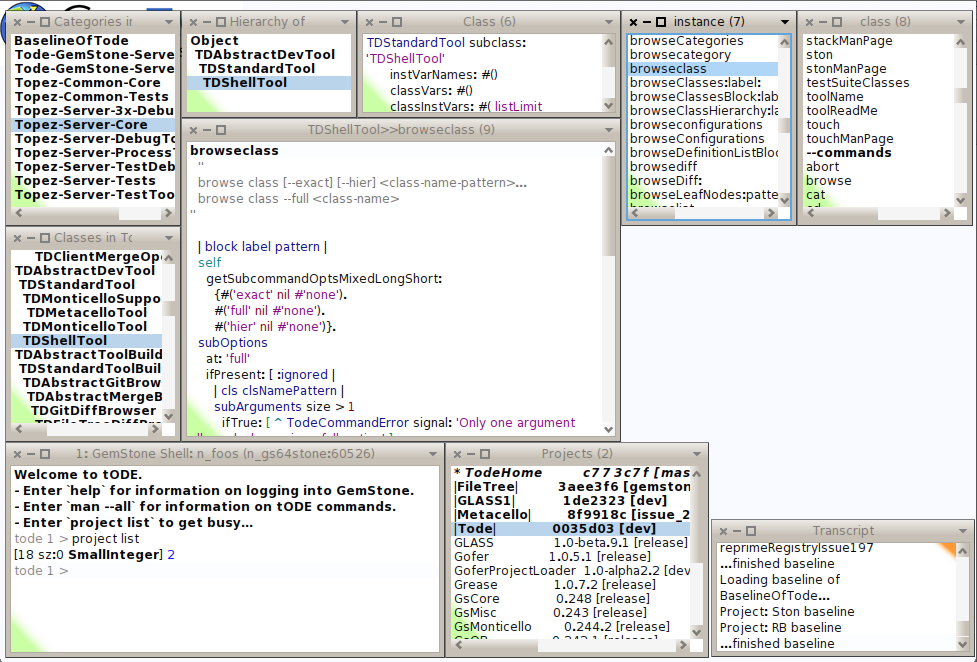 Categories in
BaselineOfTode
Tode-GemStone-Serve
Tode-GemStone-Serve
Topez-Common-Core
Topez-Common-Tests
Topez-Server-3x-Debu
Topez-Server-Core
Topez-Server-DebugTo
Topez-Server-Process
Topez-Server-TestDeb
Topez-Server-Tests
Topez-Server-TestToo
Hierarchy of
Object
TDAbstractDevTool
TDStandardTool
TDShellTool
Class (6)
TDStandardTool subclass:
'TDShellTool'
instVarNames: #()
classVars: #()
classInstVars: #( listLimit
instance (7)
browseCategories
browsecategory
browseclass
browseClasses:label:
browseClassesBlock:lab
browseClassHierarchy:la
browseconfigurations
browseConfigurations
browseDefinitionListBloc
browsediff
browseDiff:
browseLeafNodes:patte
browselist
class (8)
stackManPage
ston
stonManPage
testSuiteClasses
toolName
toolReadMe
touch
touchManPage
--commands
abort
browse
cat
cd
TDShellTool>>browseclass (9)
browseclass
"
browse class [--exact] [--hier] <class-name-pattern>...
browse class --full <class-name>
"
| block label pattern |
self
getSubcommandOptsMixedLongShort:
{#('exact' nil #'none').
#('full' nil #'none').
#('hier' nil #'none')}.
subOptions
at: 'full'
ifPresent: [ :ignored |
| cls clsNamePattern |
subArguments size > 1
ifTrue: [ ^ TodeCommandError signal: 'Only one argument
Classes in To
TDClientMergeOpe
TDAbstractDevTool
TDStandardTool
TDMonticelloSuppo
TDMetacelloTool
TDMonticelloTool
TDShellTool
TDAbstractToolBuild
TDStandardToolBuil
TDAbstractGitBrow
TDAbstractMergeB
TDGitDiffBrowser
TDFileTreeDiffBro
1: GemStone Shell: n_foos (n_gs64stone:60526)
Welcome to tODE.
- Enter `help` for information on logging into GemStone.
- Enter `man --all` for information on tODE commands.
- Enter `project list` to get busy...
tode 1 > project list
[18 sz:0 SmallInteger] 2
tode 1 >
Projects (2)
* TodeHome c773c7f [mas
|FileTree| 3aee3f6 [gemston
|GLASS1| 1de2323 [dev]
|Metacello| 8f9918c [issue_2
|Tode| 0035d03 [dev]
GLASS 1.0-beta.9.1 [release]
Gofer 1.0.5.1 [release]
GoferProjectLoader 1.0-alpha2.2 [dev
Grease 1.0.7.2 [release]
GsCore 0.248 [release]
GsMisc 0.243 [release]
GsMonticello 0.244.2 [release]
Transcript
reprimeRegistryIssue197
...finished baseline
Loading baseline of
BaselineOfTode...
Project: Ston baseline
Project: RB baseline
...finished baseline